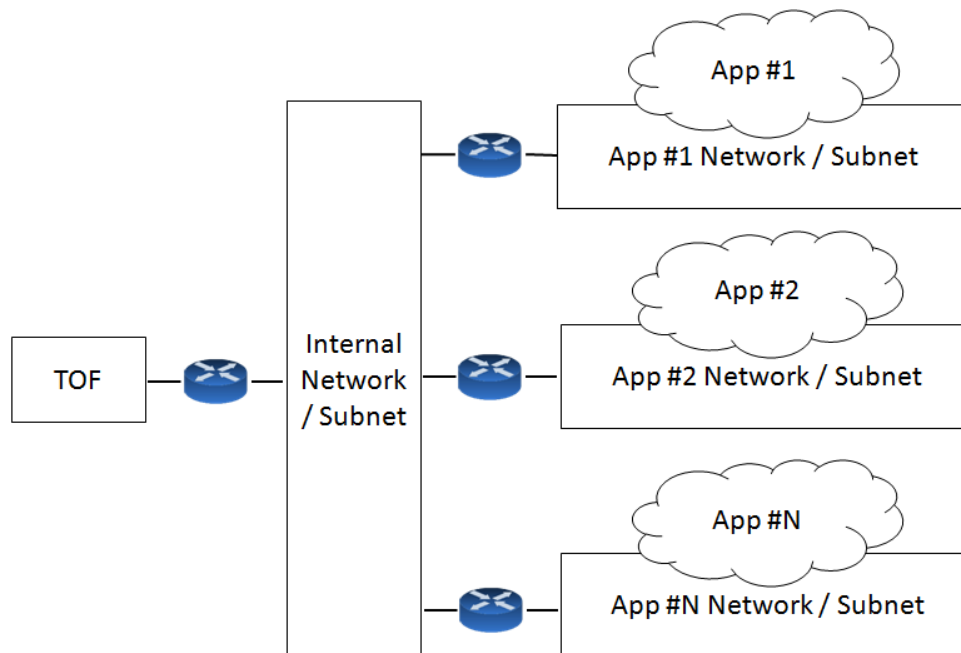 App #1
App #1 Network / Subnet
App #2
App #2 Network / Subnet
TOF
Internal
Network
/ Subnet
App #N
App #N Network / Subnet